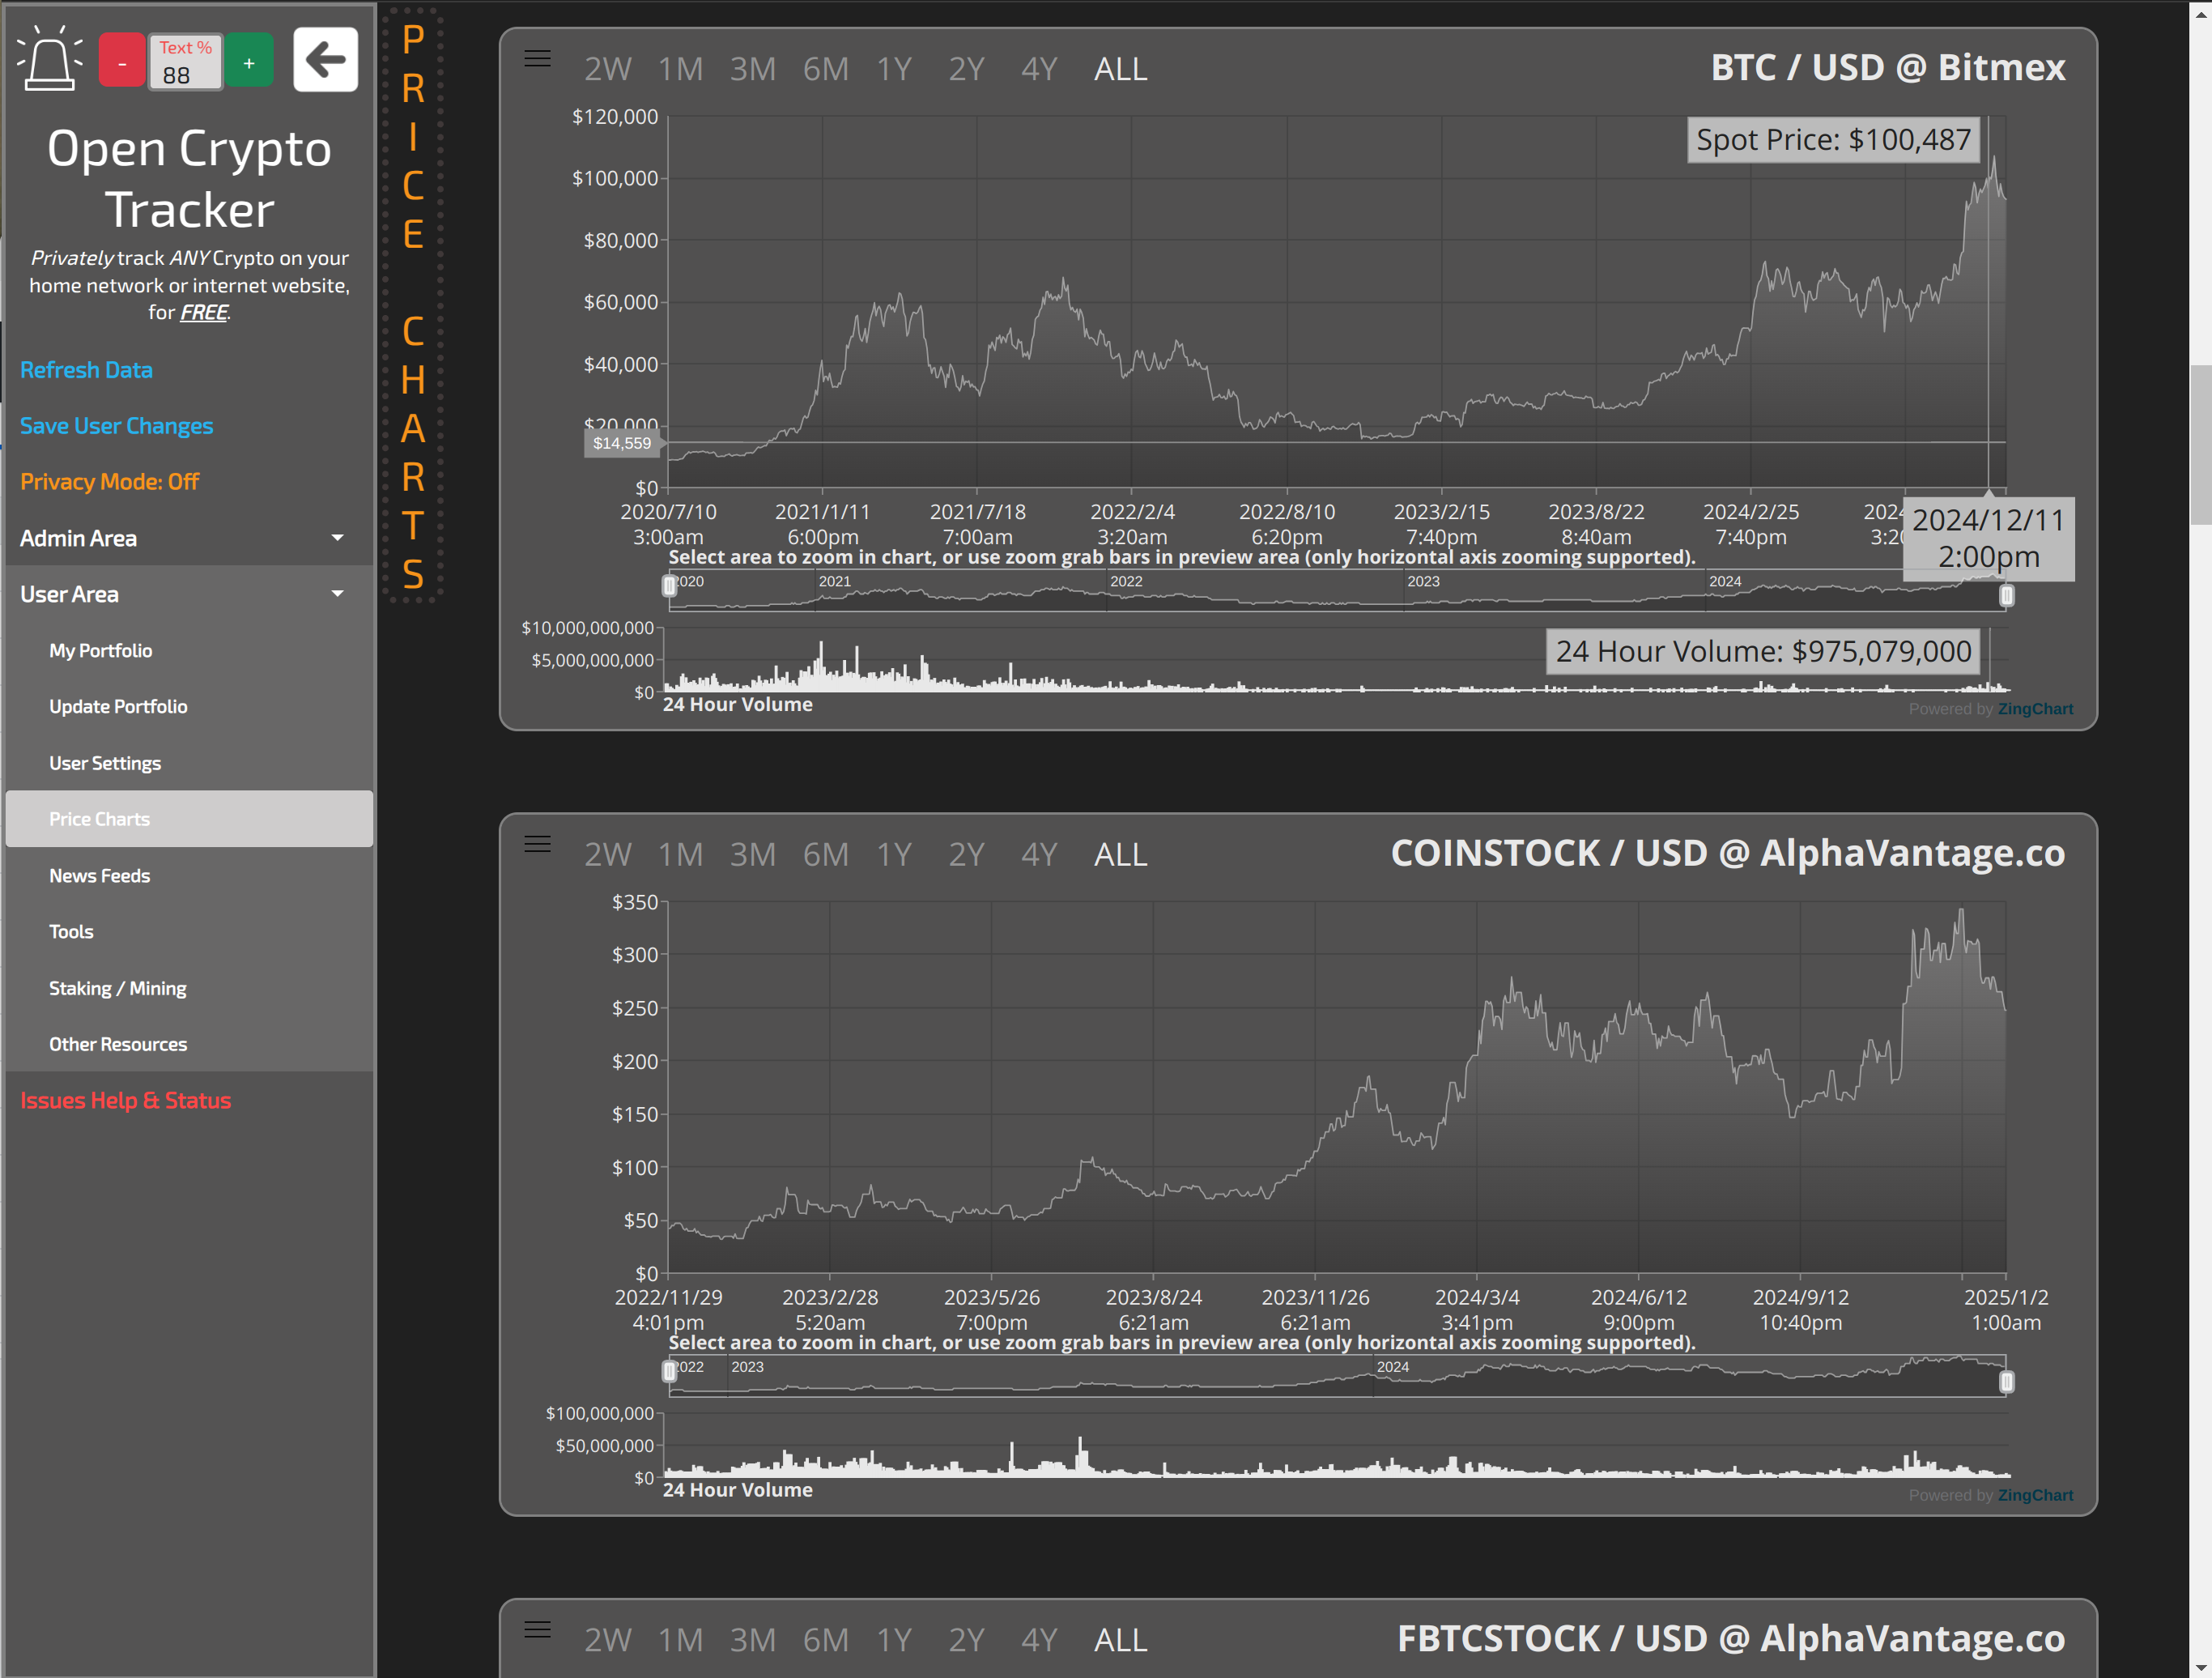 -
Text %
88
+
Open Crypto
Tracker
Privately track ANY Crypto on your
home network or internet website,
for FREE.
Refresh Data
Save User Changes
Privacy Mode: Off
Admin Area
User Area
My Portfolio
Update Portfolio
User Settings
Price Charts
News Feeds
Tools
Staking / Mining
Other Resources
Issues Help & Status
PRICE CHARTS
2W 1M 3M 6M 1Y 2Y 4Y ALL
BTC / USD @ Bitmex
$120,000
$100,000
$80,000
$60,000
$40,000
$20,000
$14,559
$0
Spot Price: $100,487
2020/7/10 2021/1/11 2021/7/18 2022/2/4 2022/8/10 2023/2/15 2023/8/22 2024/2/25
3:00am 6:00pm 7:00am 3:20am 6:20pm 7:40pm 8:40am 7:40pm
2024/12/11
2:00pm
Select area to zoom in chart, or use zoom grab bars in preview area (only horizontal axis zooming supported).
2020 2021 2022 2023 2024
$10,000,000,000
$5,000,000,000
$0
24 Hour Volume: $975,079,000
24 Hour Volume
Powered by ZingChart
2W 1M 3M 6M 1Y 2Y 4Y ALL
COINSTOCK / USD @ AlphaVantage.co
$350
$300
$250
$200
$150
$100
$50
$0
2022/11/29 2023/2/28 2023/5/26 2023/8/24 2023/11/26 2024/3/4 2024/6/12 2024/9/12 2025/1/2
4:01pm 5:20am 7:00pm 6:21am 6:21am 3:41pm 9:00pm 10:40pm 1:00am
Select area to zoom in chart, or use zoom grab bars in preview area (only horizontal axis zooming supported).
2022 2023 2024
$100,000,000
$50,000,000
$0
24 Hour Volume
Powered by ZingChart
2W 1M 3M 6M 1Y 2Y 4Y ALL
FBTCSTOCK / USD @ AlphaVantage.co